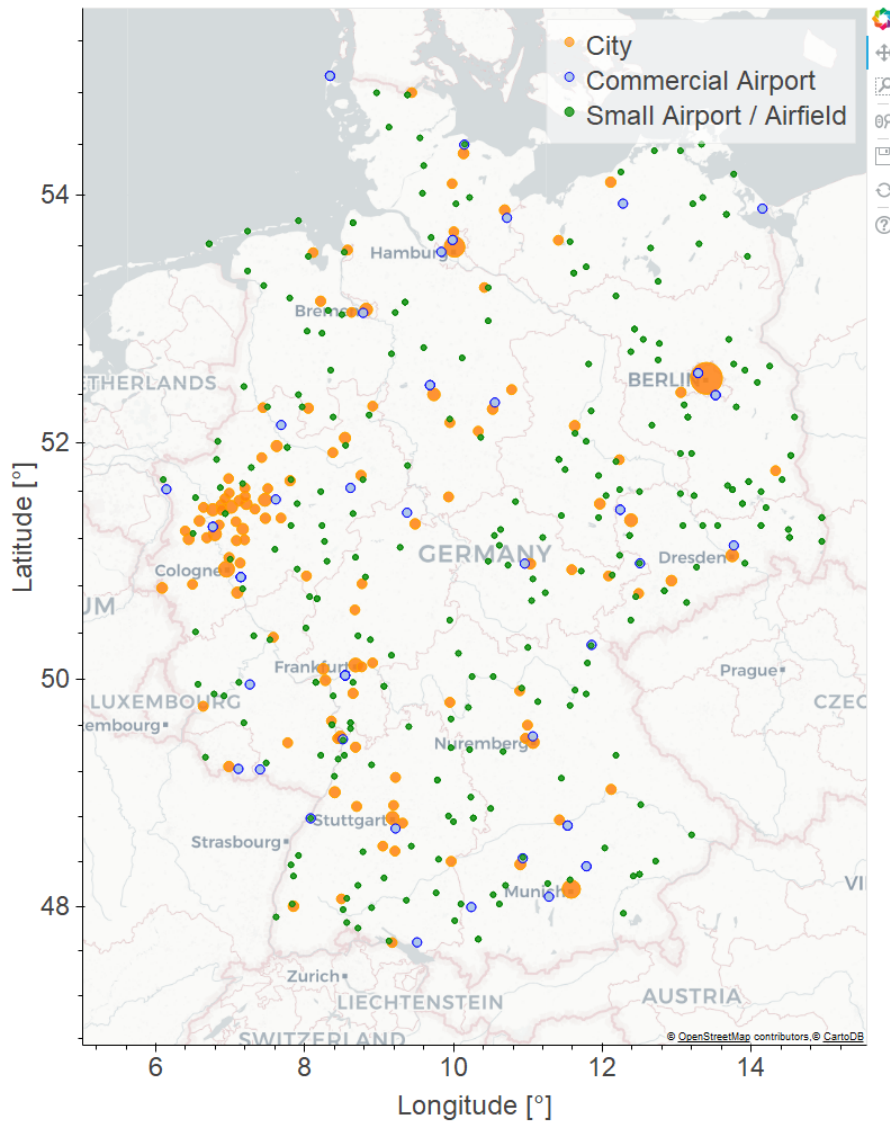 City
Commercial Airport
Small Airport / Airfield
54
Hamburg
Bremen
BERLIN
ETHERLANDS
52
GERMANY
Dresden
Cologne
UM
50
Frankfurt
Prague
LUXEMBOURG
CZEC
xembourg
Nuremberg
Stuttgart
Strasbourg
48
Munich
VI
Zurich
LIECHTENSTEIN
AUSTRIA
SWITZERLAND
© OpenStreetMap contributors,© CartoDB
6
8
10
12
14
Latitude [°]
Longitude [°]